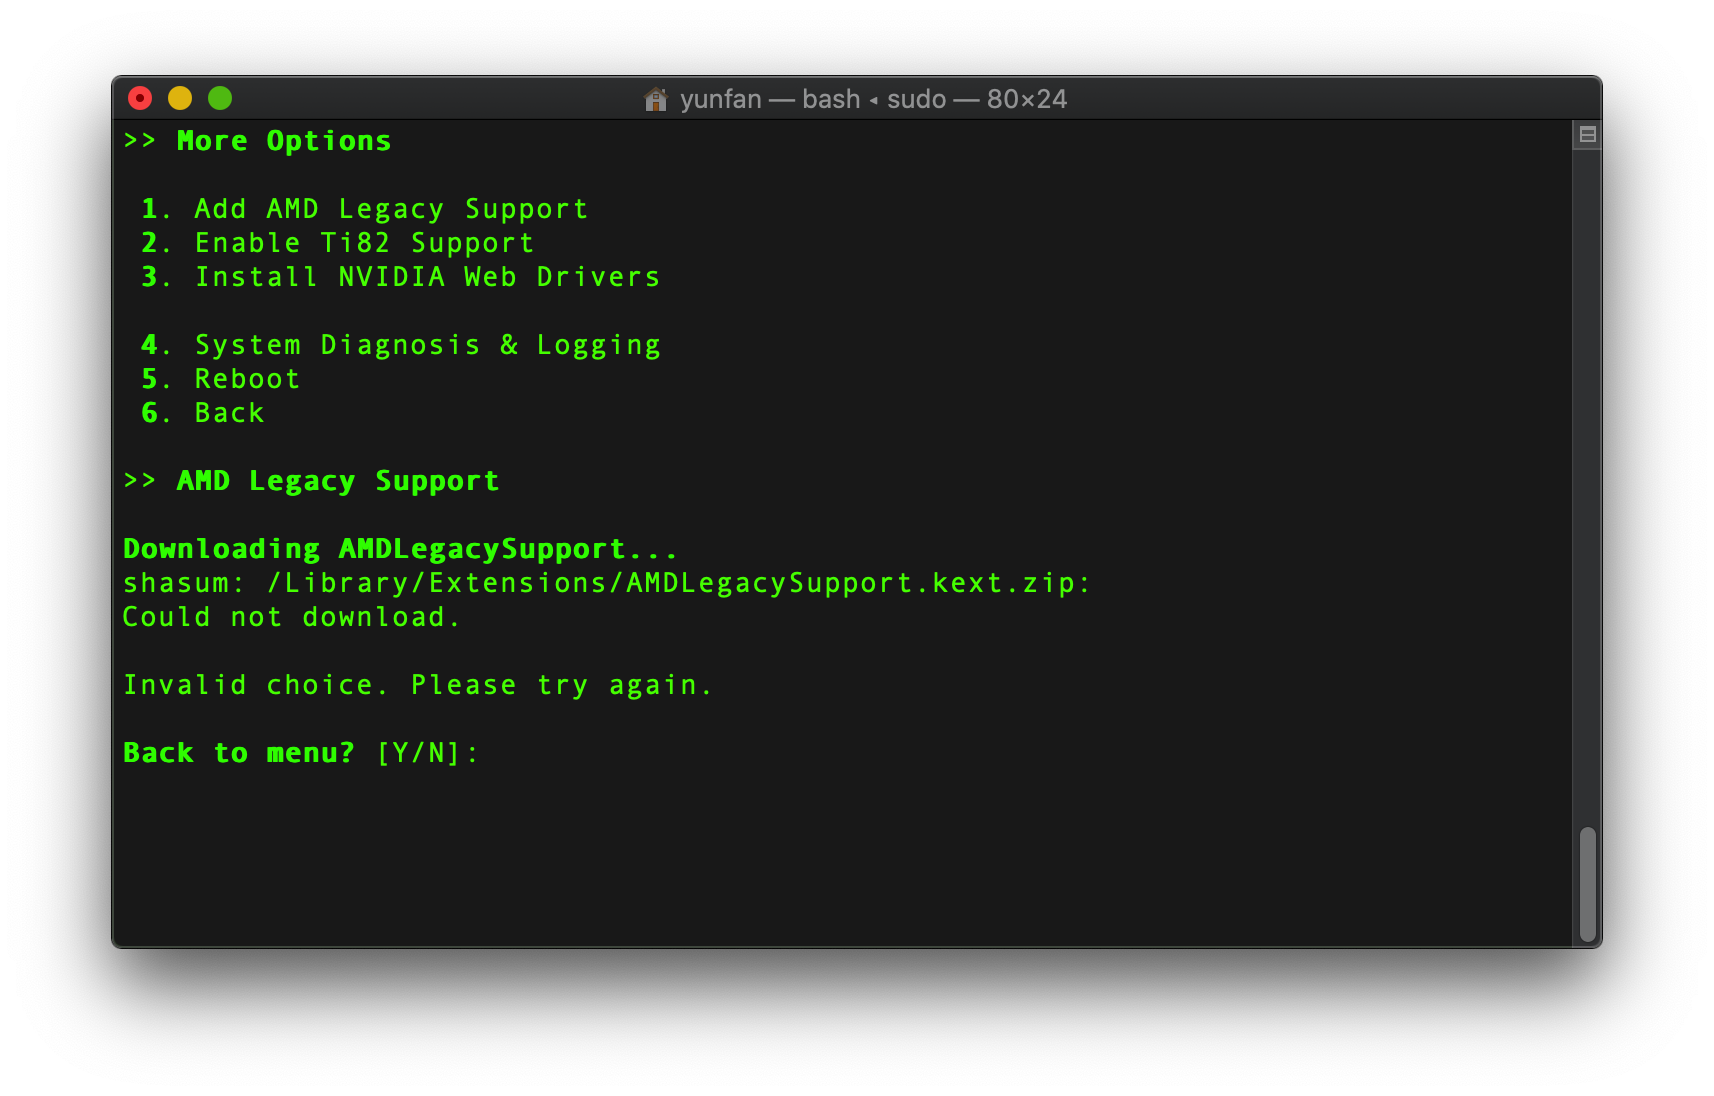 yunfan — bash ◂ sudo — 80×24
>> More Options
1. Add AMD Legacy Support
2. Enable Ti82 Support
3. Install NVIDIA Web Drivers
4. System Diagnosis & Logging
5. Reboot
6. Back
>> AMD Legacy Support
Downloading AMDLegacySupport...
shasum: /Library/Extensions/AMDLegacySupport.kext.zip:
Could not download.
Invalid choice. Please try again.
Back to menu? [Y/N]: